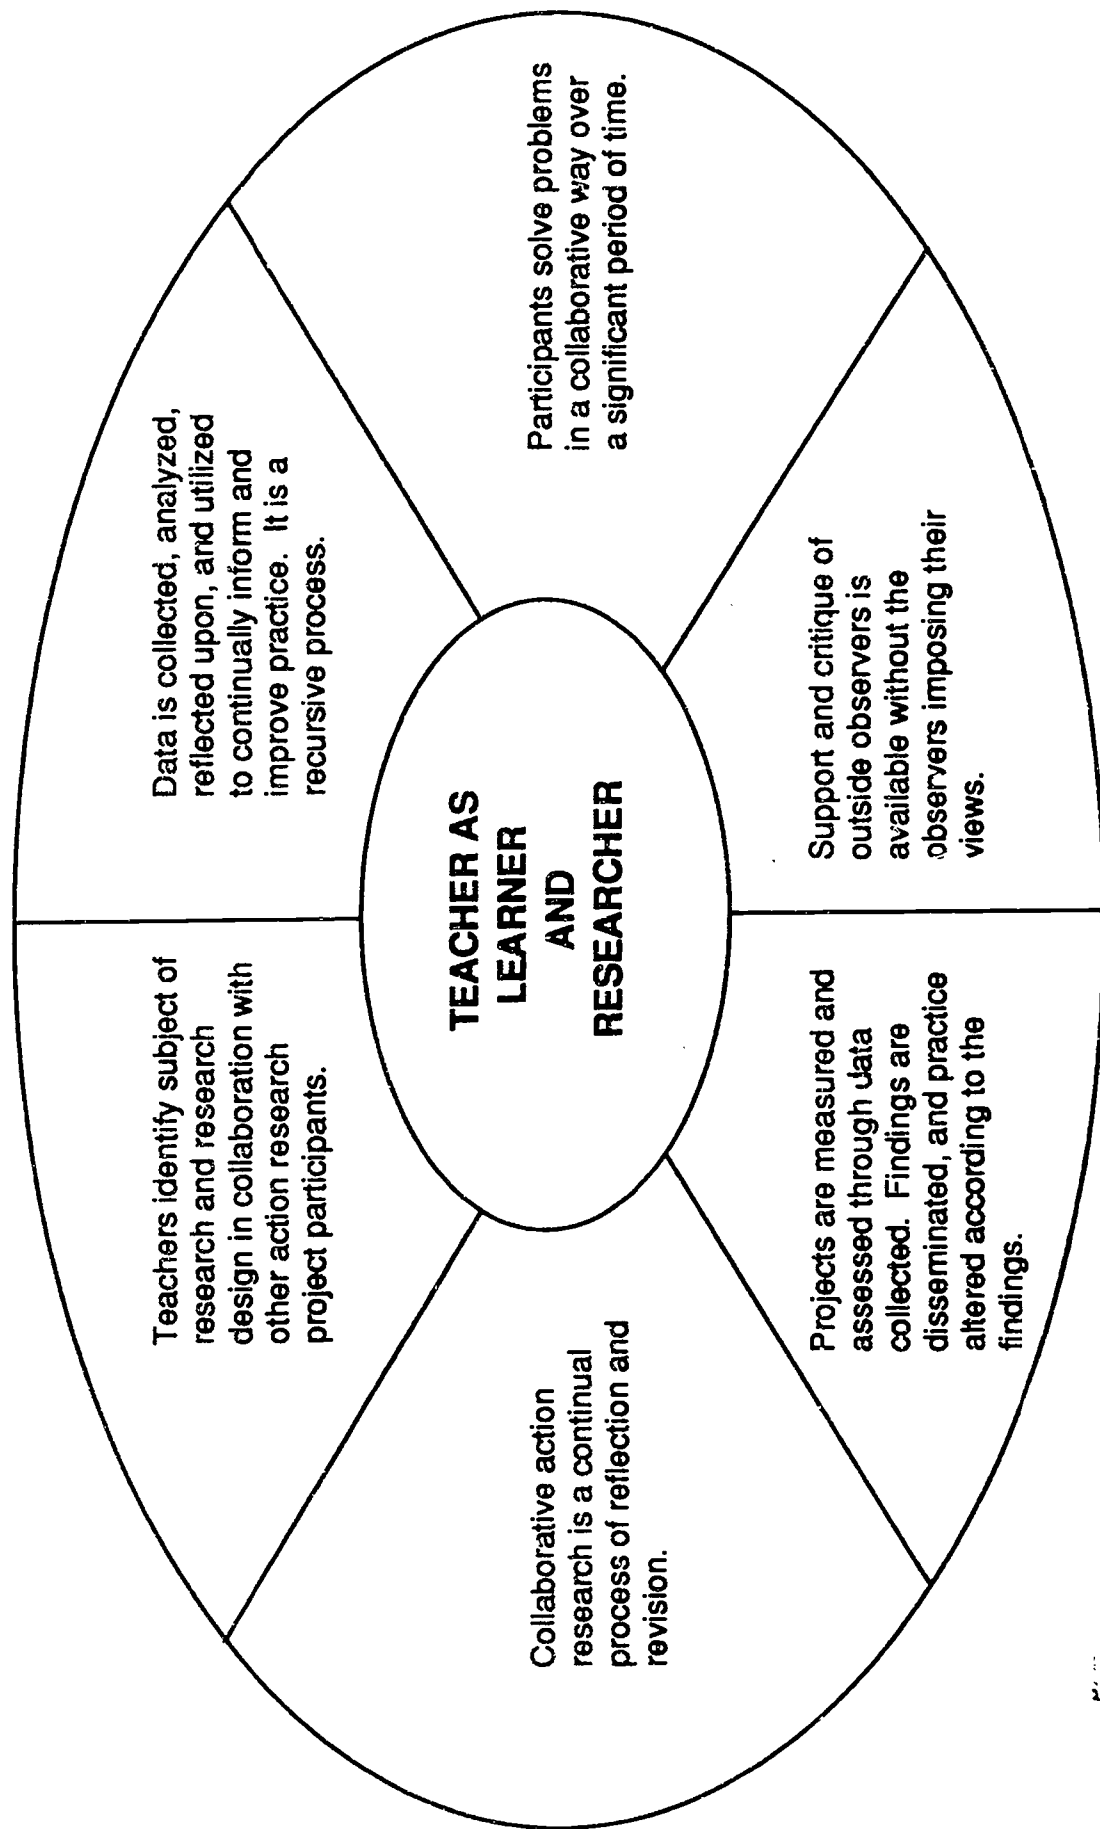 Teachers identify subject of
research and research
design in collaboration with
other action research
project participants.
Data is collected, analyzed,
reflected upon, and utilized
to continually inform and
improve practice. It is a
recursive process.
Collaborative action
research is a continual
process of reflection and
revision.
TEACHER AS
LEARNER
AND
RESEARCHER
Participants solve problems
in a collaborative way over
a significant period of time.
Projects are measured and
assessed through data
collected. Findings are
disseminated, and practice
altered according to the
findings.
Support and critique of
outside observers is
available without the
observers imposing their
views.